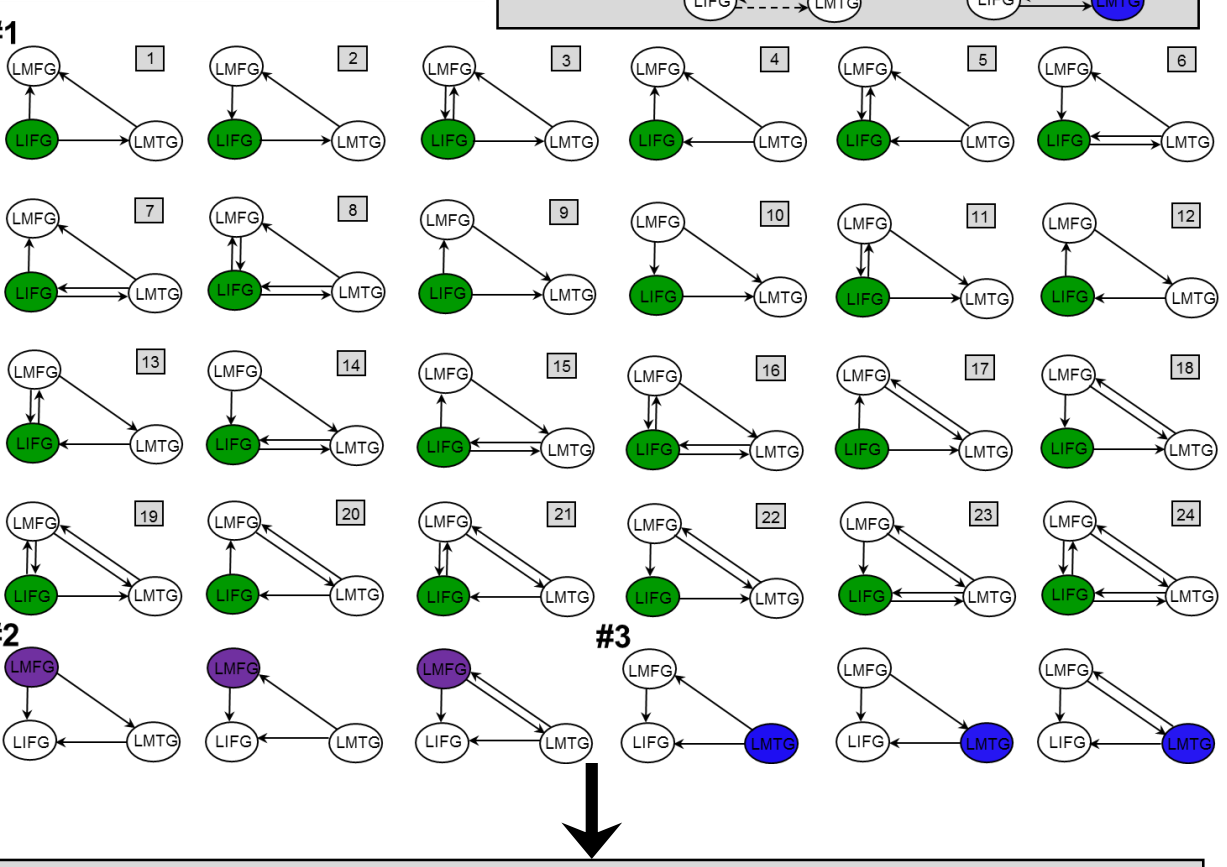 LIFG LMTG LIFG LMTG
#1
LMFG 1 LMFG 2 LMFG 3 LMFG 4 LMFG 5 LMFG 6
LIFG LMTG LIFG LMTG LIFG LMTG LIFG LMTG LIFG LMTG LIFG LMTG
LMFG 7 LMFG 8 LMFG 9 LMFG 10 LMFG 11 LMFG 12
LIFG LMTG LIFG LMTG LIFG LMTG LIFG LMTG LIFG LMTG LIFG LMTG
LMFG 13 LMFG 14 LMFG 15 LMFG 16 LMFG 17 LMFG 18
LIFG LMTG LIFG LMTG LIFG LMTG LIFG LMTG LIFG LMTG LIFG LMTG
LMFG 19 LMFG 20 LMFG 21 LMFG 22 LMFG 23 LMFG 24
LIFG LMTG LIFG LMTG LIFG LMTG LIFG LMTG LIFG LMTG LIFG LMTG
#2 #3
LMFG LMFG LMFG LMFG LMFG LMFG
LIFG LMTG LIFG LMTG LIFG LMTG LIFG LMTG LIFG LMTG LIFG LMTG